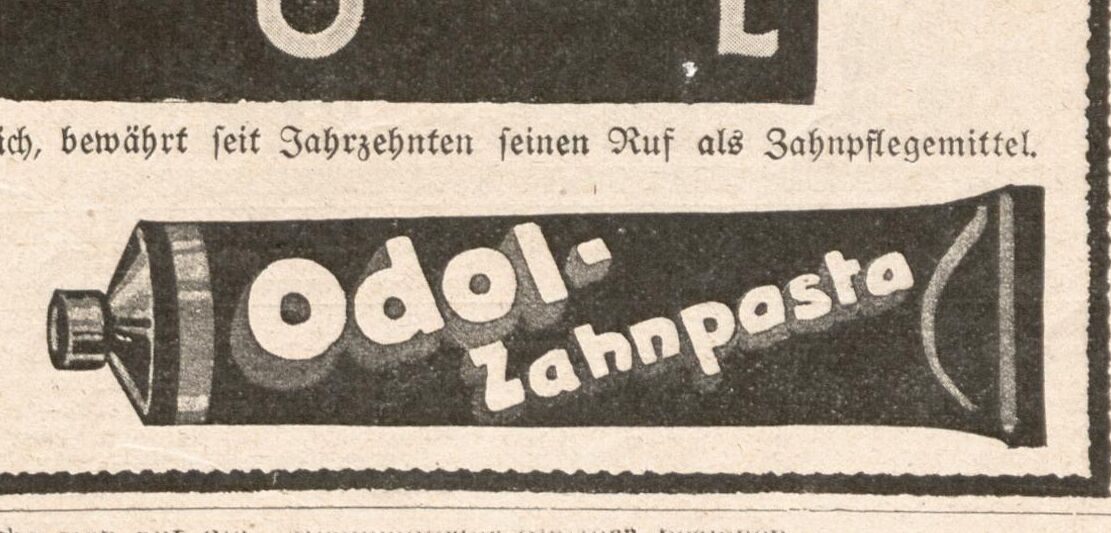 O L
ich, bewährt seit Jahrzehnten seinen Ruf als Zahnpflegemittel.
Odol-
Zahnpasta